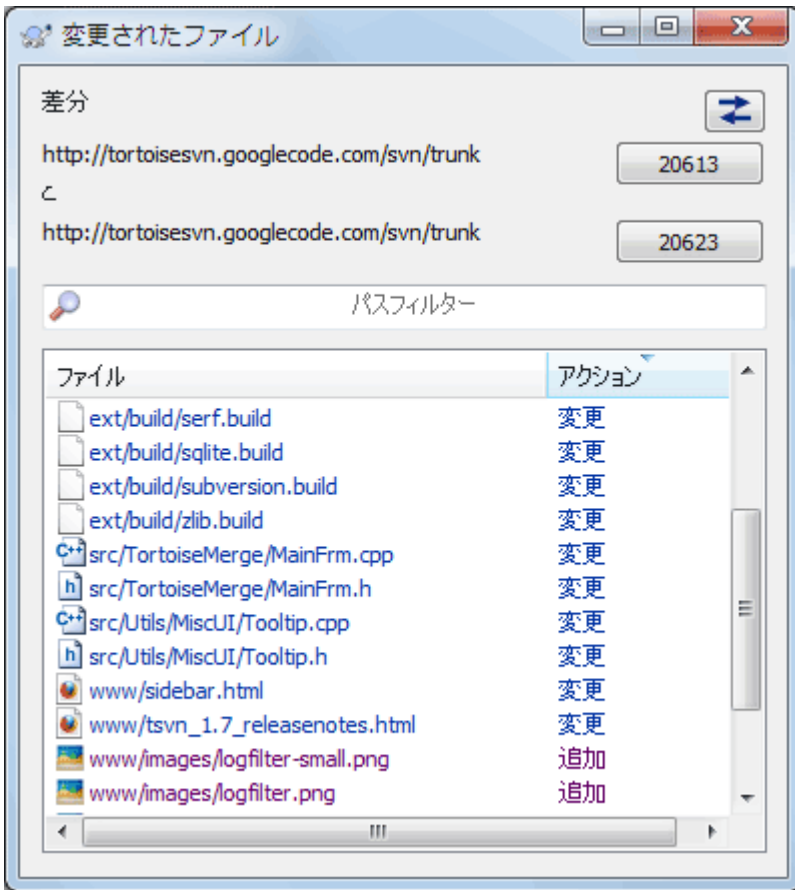 変更されたファイル
差分
http://tortoisesvn.googlecode.com/svn/trunk
20613
と
http://tortoisesvn.googlecode.com/svn/trunk
20623
パスフィルター
ファイル アクション
ext/build/serf.build 変更
ext/build/sqlite.build 変更
ext/build/subversion.build 変更
ext/build/zlib.build 変更
src/TortoiseMerge/MainFrm.cpp 変更
src/TortoiseMerge/MainFrm.h 変更
src/Utils/MiscUI/Tooltip.cpp 変更
src/Utils/MiscUI/Tooltip.h 変更
www/sidebar.html 変更
www/tsvn_1.7_releasenotes.html 変更
www/images/logfilter-small.png 追加
www/images/logfilter.png 追加